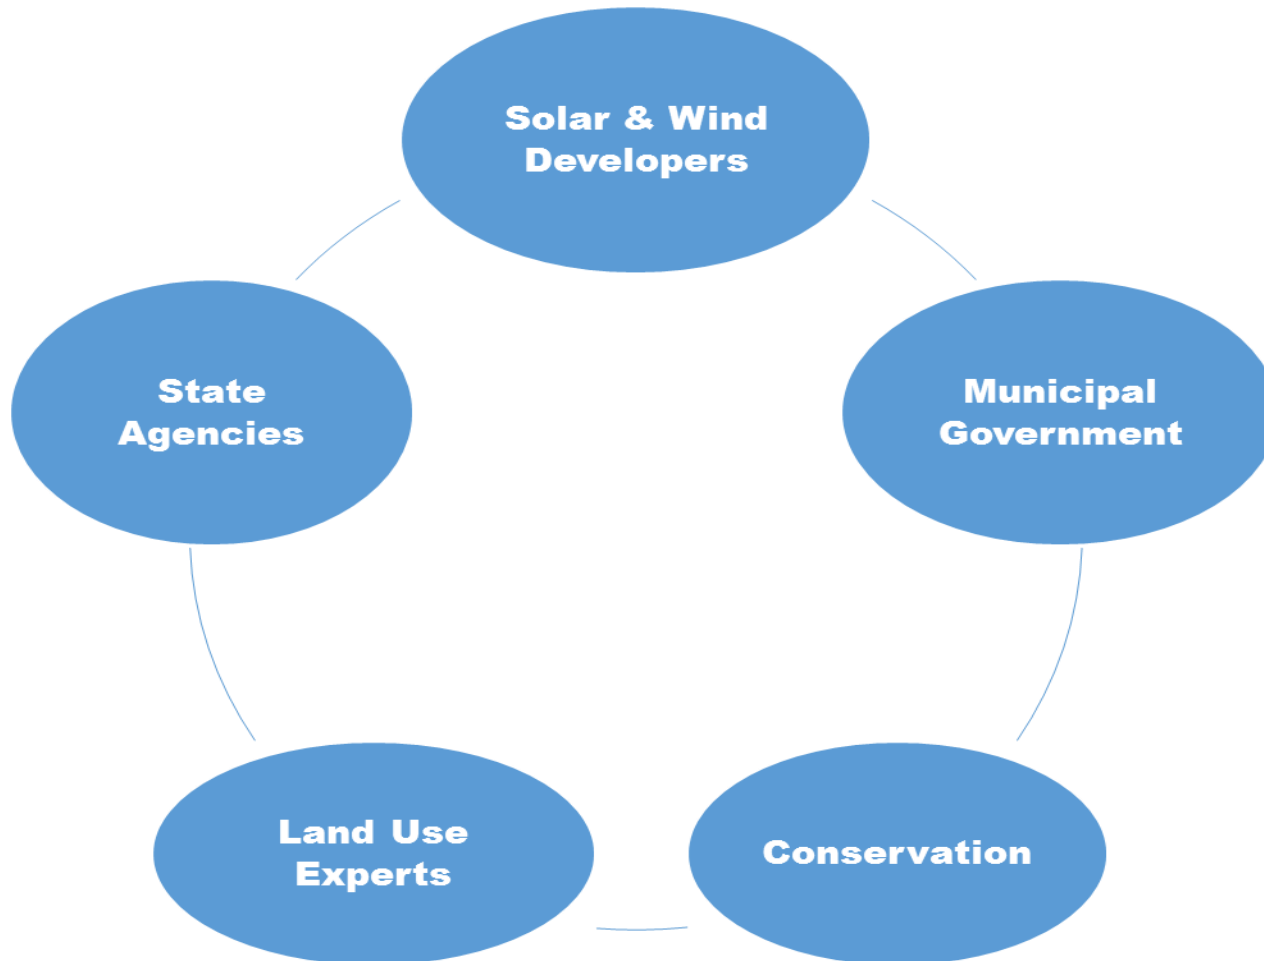 Solar & Wind
Developers
State
Agencies
Municipal
Government
Land Use
Experts
Conservation